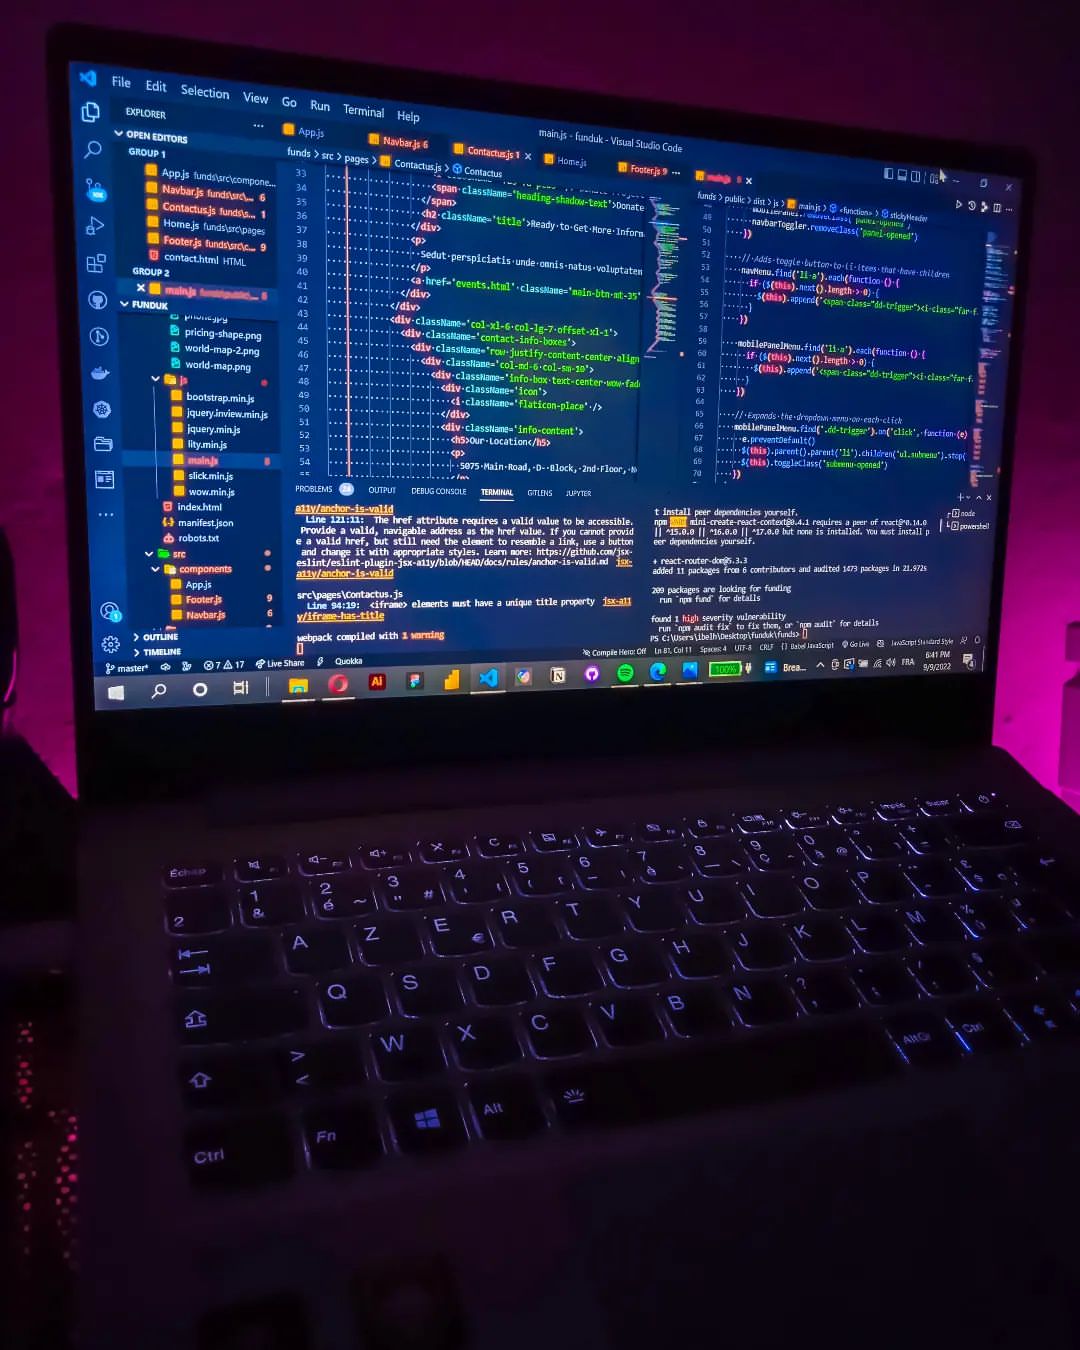 File Edit Selection View Go Run Terminal Help
main.js - funduk - Visual Studio Code
EXPLORER
OPEN EDITORS
GROUP 1
App.js funds\src\compone...
Navbar.js funds\src\... 6
Contactus.js funds\s... 1
Home.js funds\src\pages
Footer.js funds\src\c... 9
contact.html HTML
GROUP 2
main.js 8
FUNDUK
pricing-shape.png
world-map-2.png
world-map.png
js
bootstrap.min.js
jquery.inview.min.js
jquery.min.js
lity.min.js
main.js 8
slick.min.js
wow.min.js
index.html
manifest.json
robots.txt
src
components
App.js
Footer.js 9
Navbar.js 6
OUTLINE
TIMELINE
App.js
Navbar.js 6
Contactus.js 1
Home.js
Footer.js 9
funds > src > pages > Contactus.js > Contactus
33
34 <span className='heading-shadow-text'>Donate
35 </span>
36 <h2 className='title'>Ready to Get More Inform
37 </div>
38 <p>
39 Sedut perspiciatis unde omnis natus voluptatem
40 </p>
41 <a href='events.html' className='main-btn mt-35'
42 </div>
43 </div>
44 <div className='col-xl-6 col-lg-7 offset-xl-1'>
45 <div className='contact-info-boxes'>
46 <div className='row justify-content-center align
47 <div className='col-md-6 col-sm-10'>
48 <div className='info-box text-center wow fade
49 <div className='icon'>
50 <i className='flaticon-place' />
51 </div>
52 <div className='info-content'>
53 <h5>Our Location</h5>
54 <p>
5075 Main Road, D- Block, 2nd Floor, N
</p>
main.js 8
funds > public > dist > js > main.js > <function> > stickyHeader
49 mobilePanel.removeClass('panel-opened')
50 navbarToggler.removeClass('panel-opened')
51 })
52
53 // Adds toggle button to li items that have children
54 navMenu.find('li a').each(function () {
55 if ($(this).next().length > 0) {
56 $(this).append('<span class="dd-trigger"><i class="far f
57 }
58 })
59
60 mobilePanelMenu.find('li a').each(function () {
61 if ($(this).next().length > 0) {
62 $(this).append('<span class="dd-trigger"><i class="far fa
63 }
64 })
65
66 // Expands the dropdown menu on each click
67 mobilePanelMenu.find('.dd-trigger').on('click', function (e)
68 e.preventDefault()
69 $(this).parent().parent('li').children('ul.submenu').stop(
70 $(this).toggleClass('submenu-opened')
})
PROBLEMS 24 OUTPUT DEBUG CONSOLE TERMINAL GITLENS JUPYTER
a11y/anchor-is-valid
Line 121:11: The href attribute requires a valid value to be accessible.
Provide a valid, navigable address as the href value. If you cannot provid
e a valid href, but still need the element to resemble a link, use a button
and change it with appropriate styles. Learn more: https://github.com/jsx-
eslint/eslint-plugin-jsx-a11y/blob/HEAD/docs/rules/anchor-is-valid.md jsx-
a11y/anchor-is-valid
src\pages\Contactus.js
Line 94:19: <iframe> elements must have a unique title property jsx-a11
y/iframe-has-title
webpack compiled with 1 warning
t install peer dependencies yourself.
npm mini-create-react-context@0.4.1 requires a peer of react@^0.14.0
|| ^15.0.0 || ^16.0.0 || ^17.0.0 but none is installed. You must install p
eer dependencies yourself.
+ react-router-dom@5.3.3
added 11 packages from 6 contributors and audited 1473 packages in 21.972s
209 packages are looking for funding
run `npm fund` for details
found 1 high severity vulnerability
run `npm audit fix` to fix them, or `npm audit` for details
PS C:\Users\ibelh\Desktop\funduk\funds>
node
powershell
master* 7 17 Live Share Quokka
Compile Hero: Off Ln 81, Col 11 Spaces: 4 UTF-8 CRLF {} Babel JavaScript Go Live JavaScript Standard Style
Ai 100% Brea... FRA 6:41 PM
9/9/2022
Échap Impéc Suppr
2 1 & 2 é ~ 3 " # 4 ' 5 ( 6 - 7 è 8 _ 9 ç 0 à @
A Z E € R T Y U I O P
Q S D F G H J K L M
> < W X C V B N
Ctrl Fn Alt AltGr Ctrl